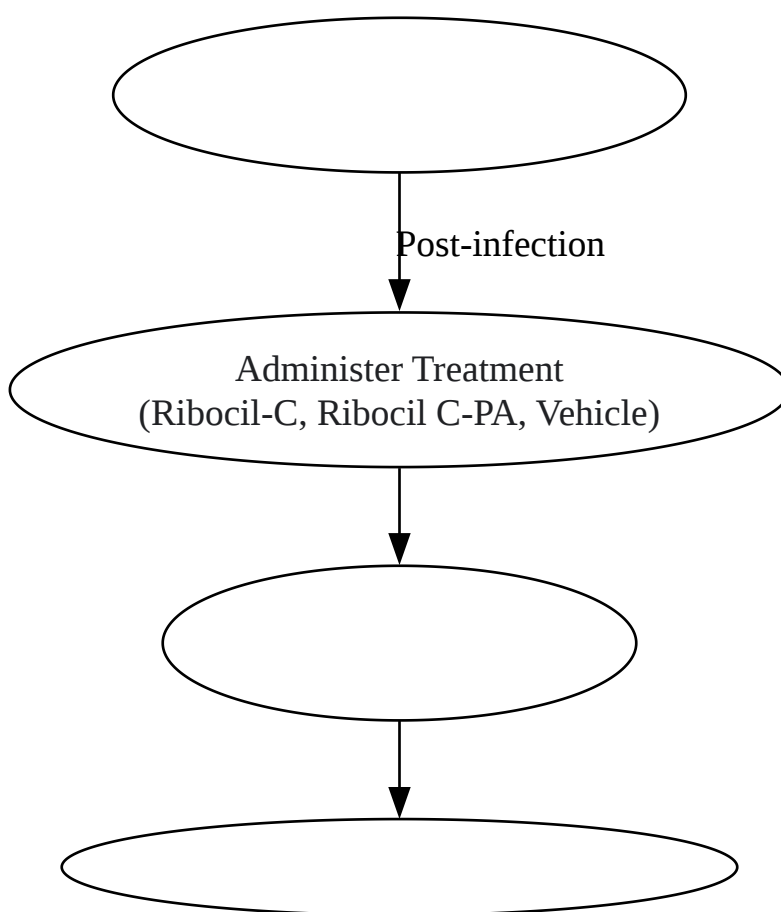 Post-infection
Administer Treatment
(Ribocil-C, Ribocil C-PA, Vehicle)